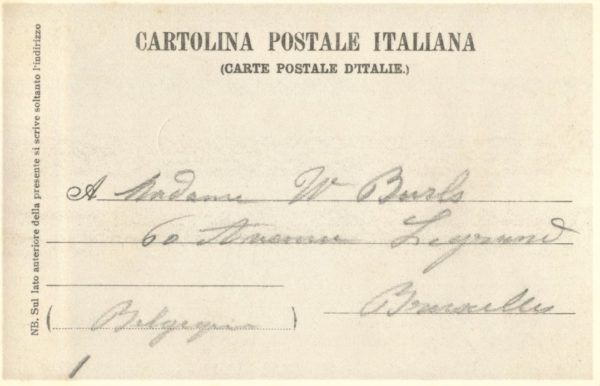 CARTOLINA POSTALE ITALIANA
(CARTE POSTALE D'ITALIE.)
NB. Sul lato anteriore della presente si scrive soltanto l'indirizzo
A Madame W Burls
60 Avenue Legrand
Bruxelles
(Belgique)